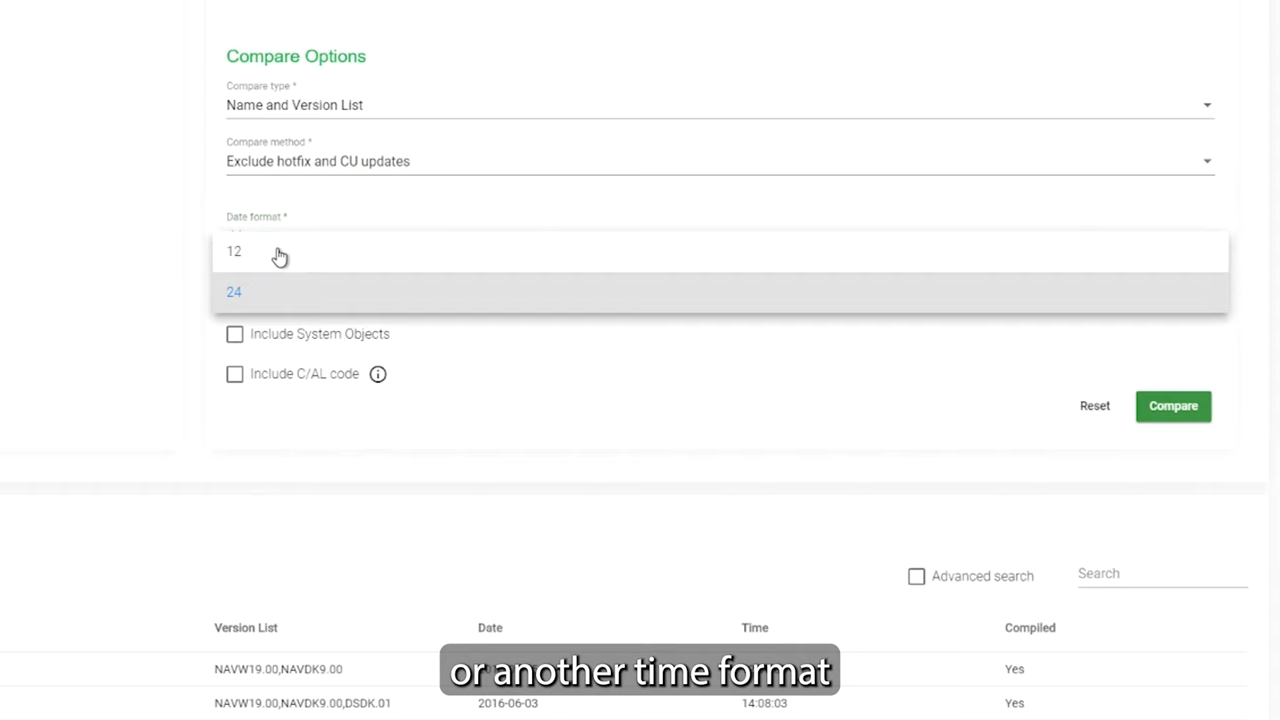 Compare Options
Compare type *
Name and Version List
Compare method *
Exclude hotfix and CU updates
Date format *
12
24
Include System Objects
Include C/AL code
Reset
Compare
Advanced search
Search
Version List Date Time Compiled
NAVW19.00,NAVDK9.00 Yes
NAVW19.00,NAVDK9.00,DSDK.01 2016-06-03 14:08:03 Yes
or another time format